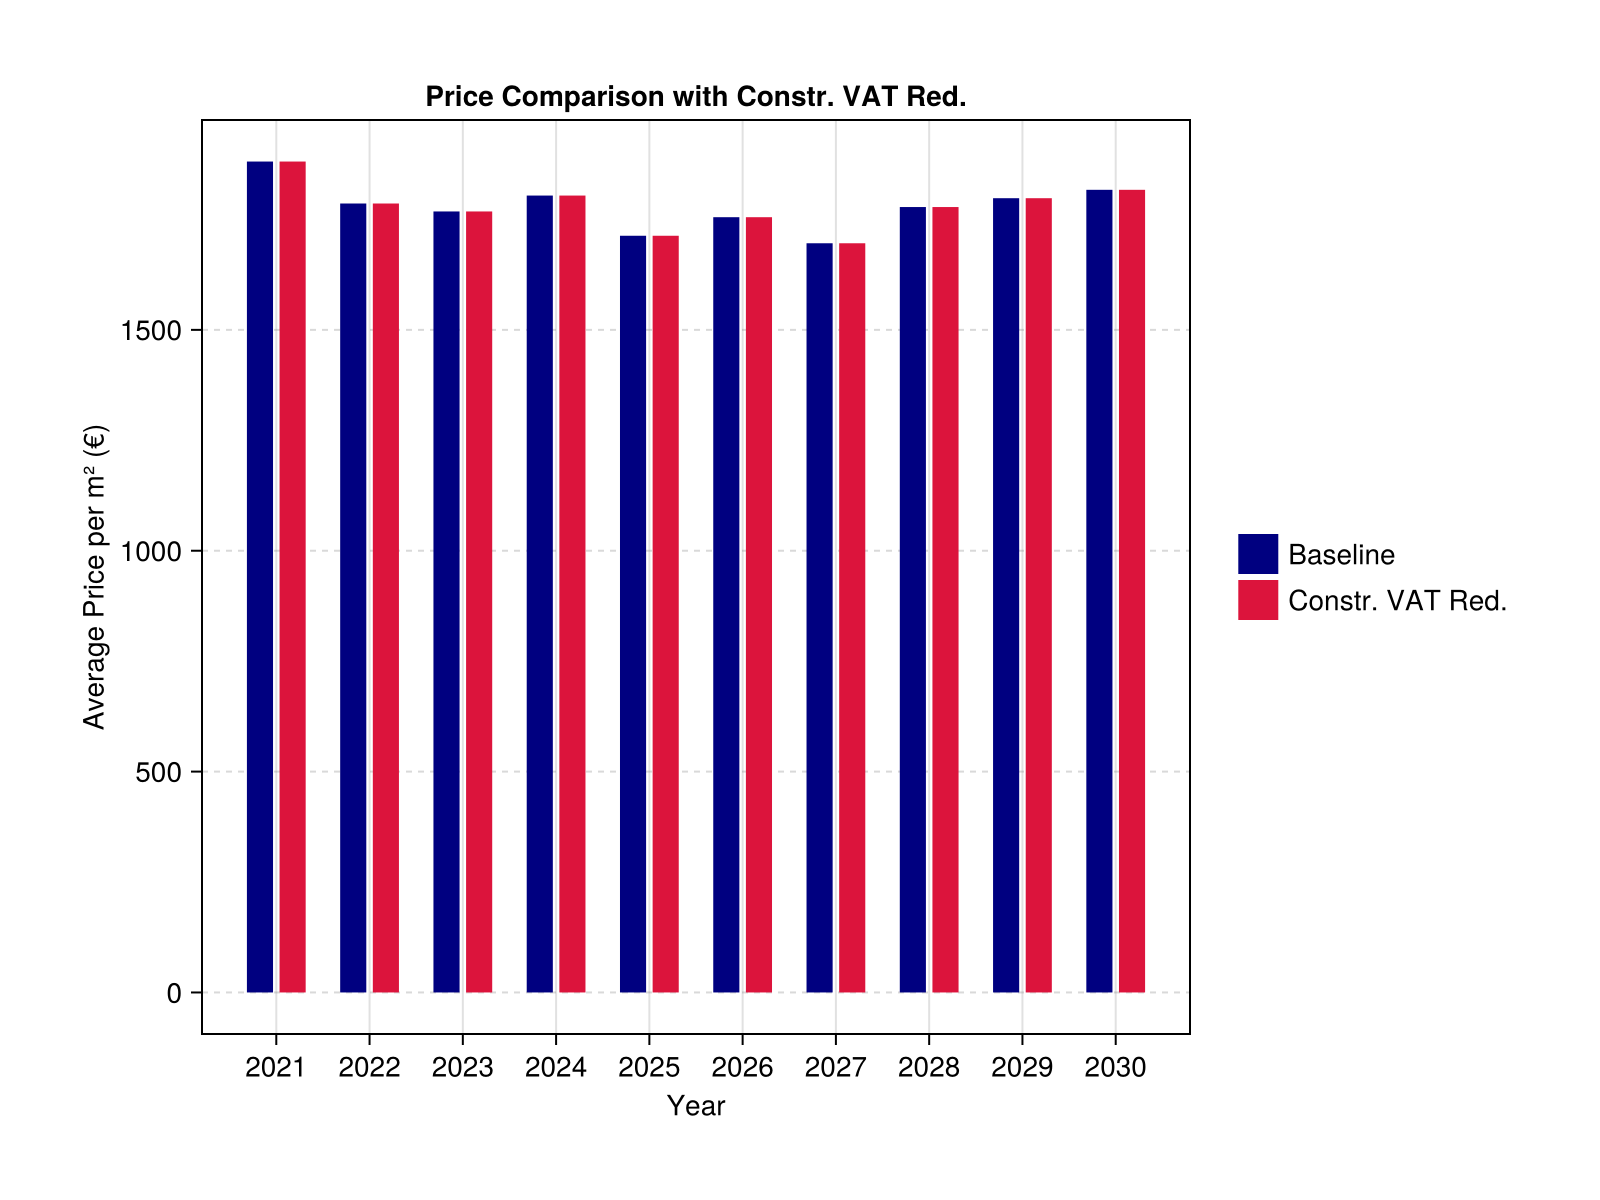 Price Comparison with Constr. VAT Red.
Average Price per m² (€)
1500
1000
500
0
2021 2022 2023 2024 2025 2026 2027 2028 2029 2030
Year
Baseline
Constr. VAT Red.